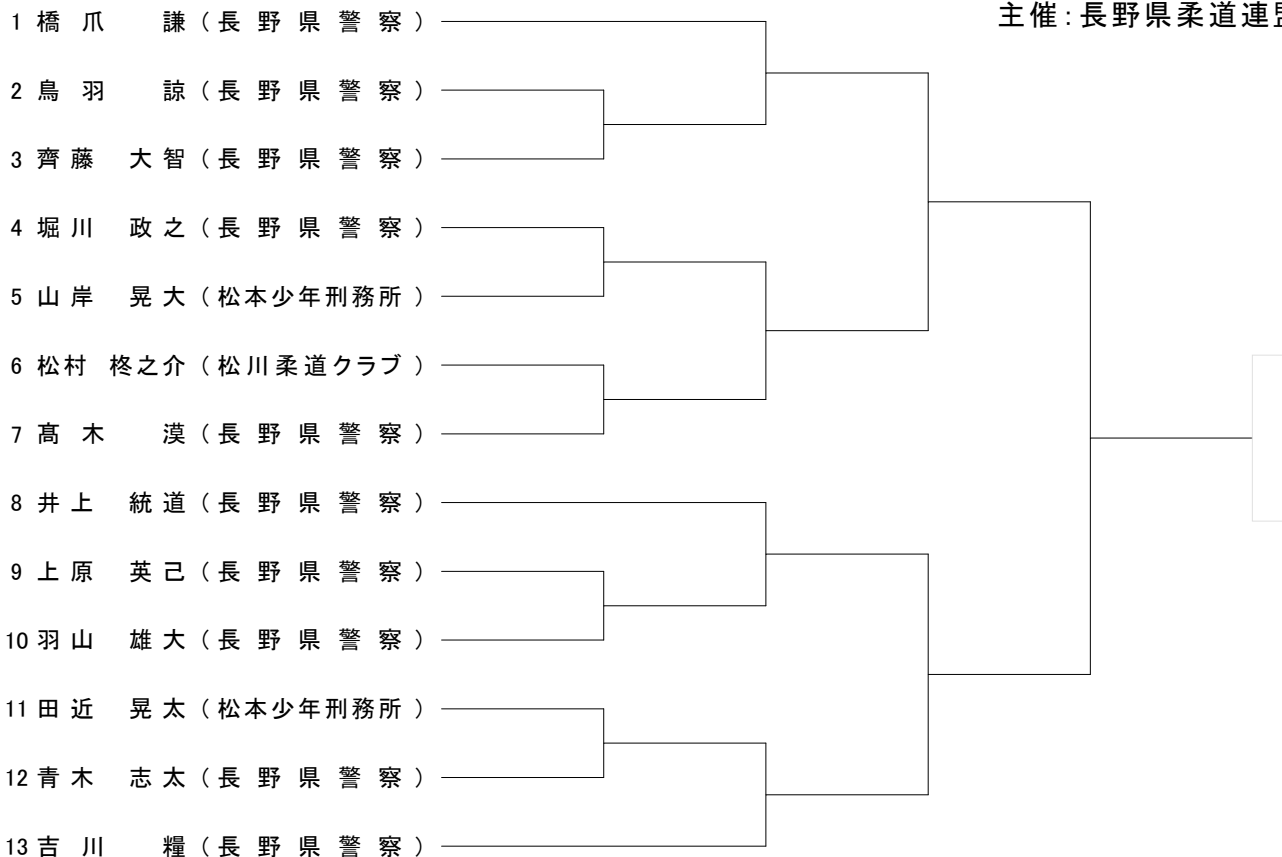 主催:長野県柔道連盟
1 橋爪 謙(長野県警察)
2 鳥羽 諒(長野県警察)
3 齊藤 大智(長野県警察)
4 堀川 政之(長野県警察)
5 山岸 晃大(松本少年刑務所)
6 松村 柊之介(松川柔道クラブ)
7 髙木 漠(長野県警察)
8 井上 統道(長野県警察)
9 上原 英己(長野県警察)
10 羽山 雄大(長野県警察)
11 田近 晃太(松本少年刑務所)
12 青木 志太(長野県警察)
13 吉川 糧(長野県警察)